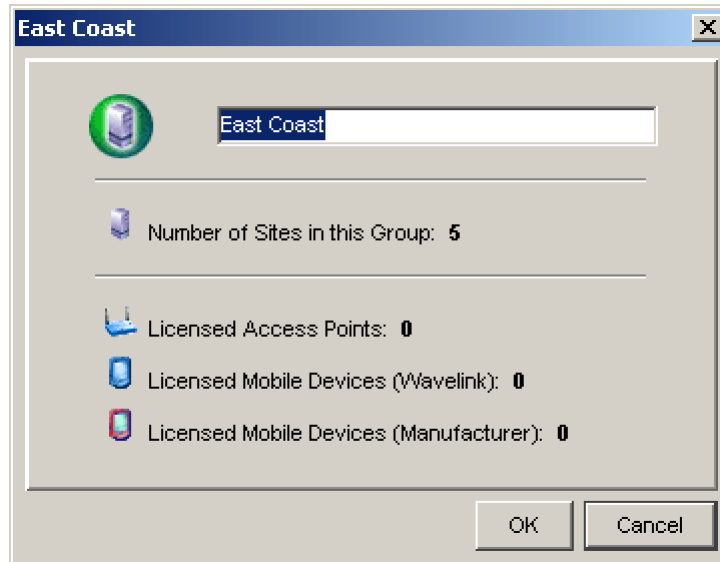 East Coast
East Coast
Number of Sites in this Group: 5
Licensed Access Points: 0
Licensed Mobile Devices (Wavelink): 0
Licensed Mobile Devices (Manufacturer): 0
OK Cancel